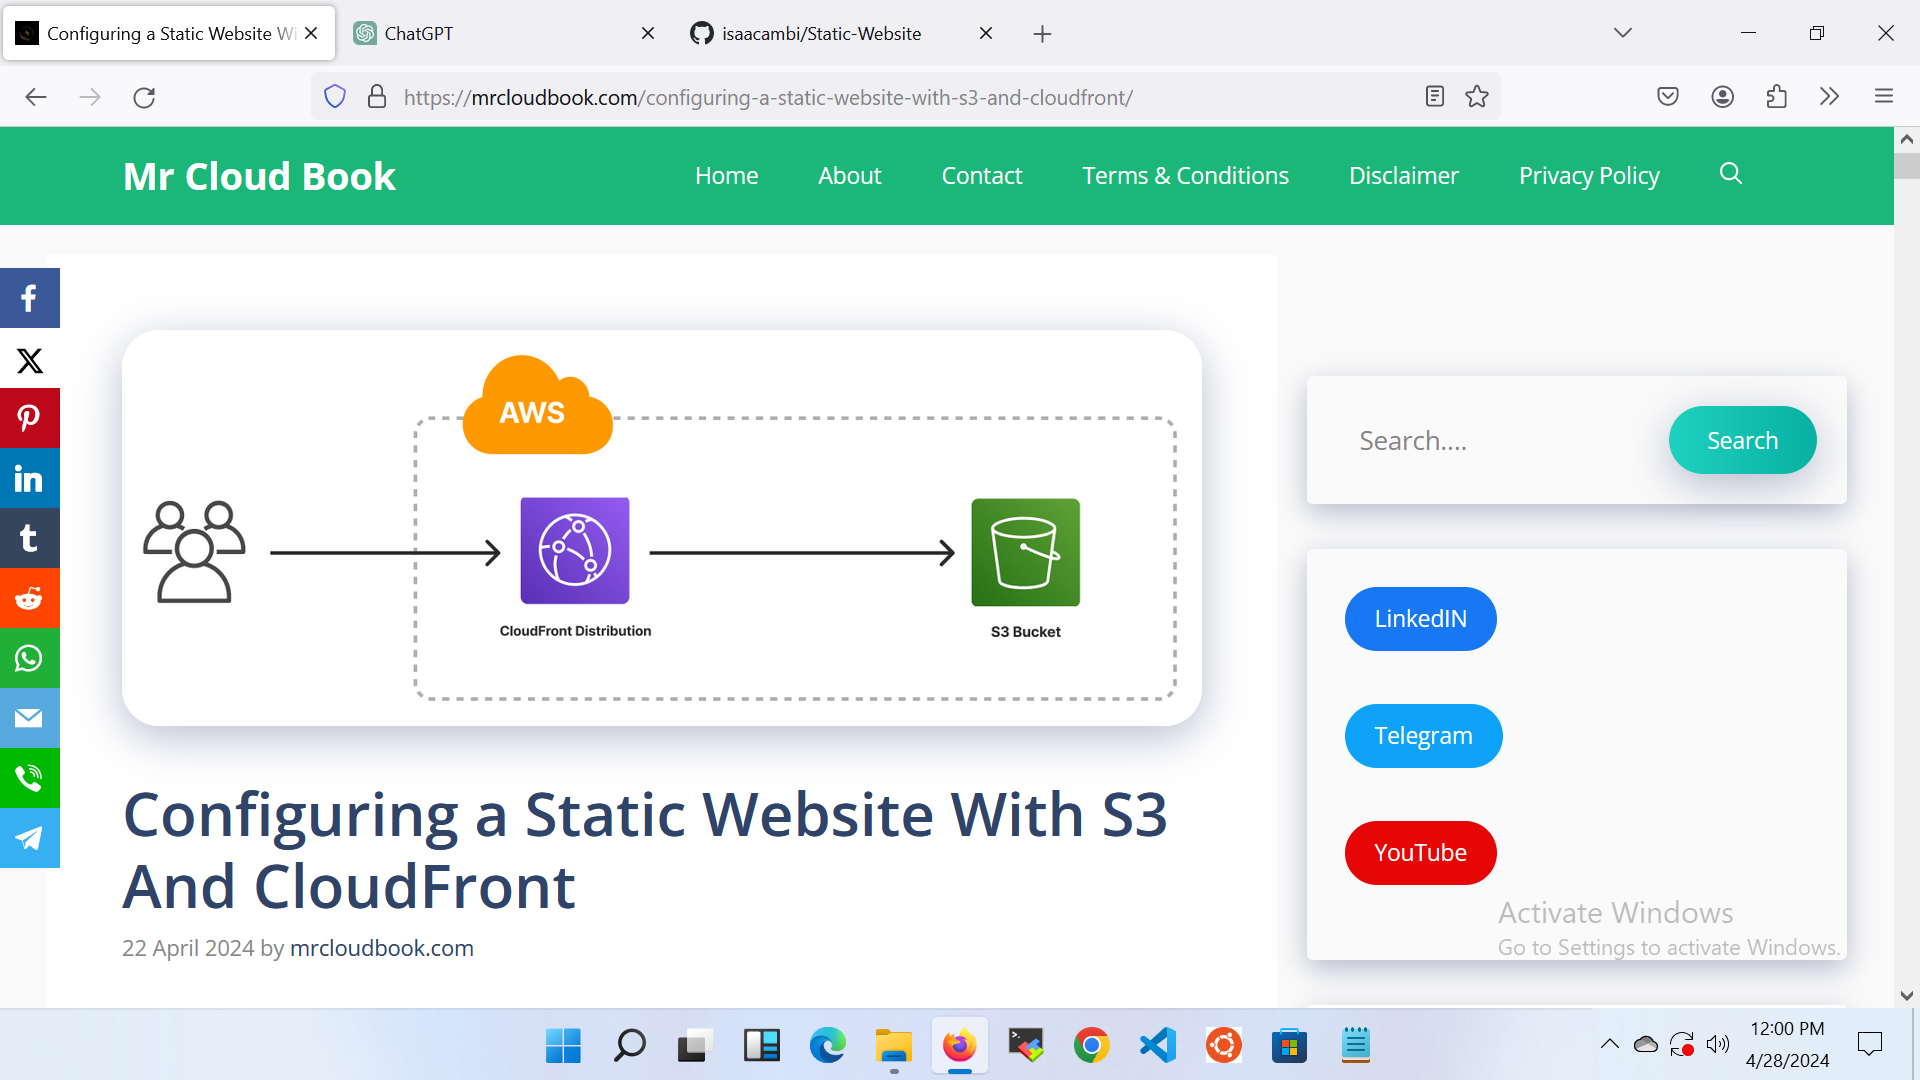 Configuring a Static Website Wi
ChatGPT
isaacambi/Static-Website
https://mrcloudbook.com/configuring-a-static-website-with-s3-and-cloudfront/
Mr Cloud Book
Home
About
Contact
Terms & Conditions
Disclaimer
Privacy Policy
AWS
CloudFront Distribution
S3 Bucket
Search....
Search
LinkedIN
Telegram
YouTube
Configuring a Static Website With S3
And CloudFront
22 April 2024 by mrcloudbook.com
Activate Windows
Go to Settings to activate Windows.
12:00 PM
4/28/2024